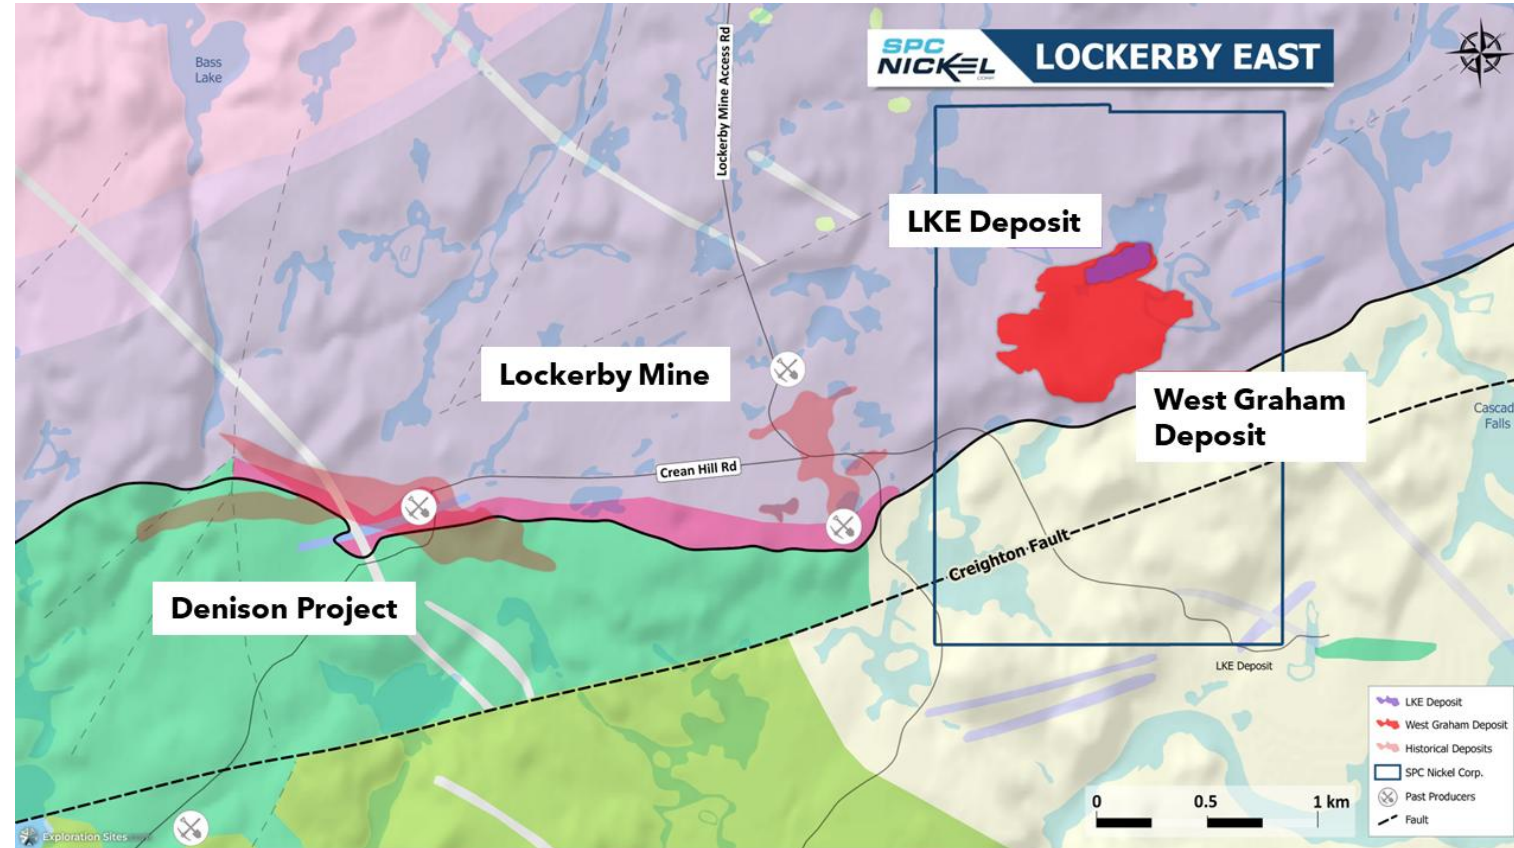 Bass
Lake
Lockerby Mine Access Rd
SPC
NICKEL
CORP
LOCKERBY EAST
LKE Deposit
Lockerby Mine
West Graham
Deposit
Cascad
Falls
Crean Hill Rd
Creighton Fault
Denison Project
LKE Deposit
LKE Deposit
West Graham Deposit
Historical Deposits
SPC Nickel Corp.
Past Producers
Fault
0 0.5 1 km
Exploration Sites